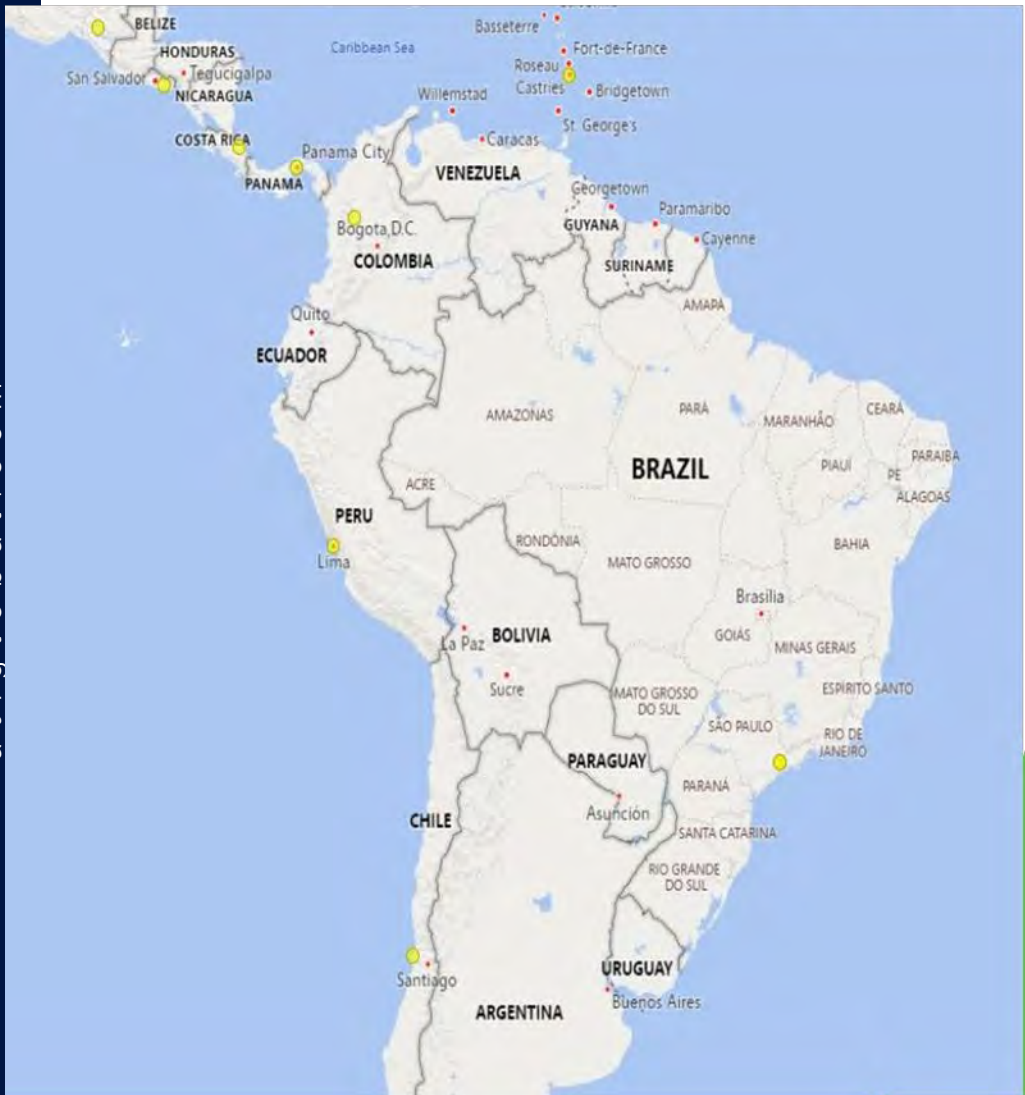 BELIZE
Basseterre
HONDURAS
Caribbean Sea
Fort-de-France
Roseau
San Salvador
Tegucigalpa
Castries
NICARAGUA
Willemstad
Bridgetown
St. George's
COSTA RICA
Caracas
Panama City
VENEZUELA
PANAMA
Georgetown
Paramaribo
Bogota,D.C.
GUYANA
Cayenne
COLOMBIA
SURINAME
AMAPÁ
Quito
ECUADOR
AMAZONAS
PARÁ
MARANHÃO
CEARÁ
PIAUÍ
PARAIBA
BRAZIL
PE
ACRE
ALAGOAS
PERU
RONDÔNIA
BAHIA
Lima
MATO GROSSO
Brasília
La Paz
BOLIVIA
GOIÁS
MINAS GERAIS
Sucre
ESPÍRITO SANTO
MATO GROSSO
DO SUL
SÃO PAULO
RIO DE
JANEIRO
PARAGUAY
PARANÁ
CHILE
Asunción
SANTA CATARINA
RIO GRANDE
DO SUL
Santiago
URUGUAY
Buenos Aires
ARGENTINA